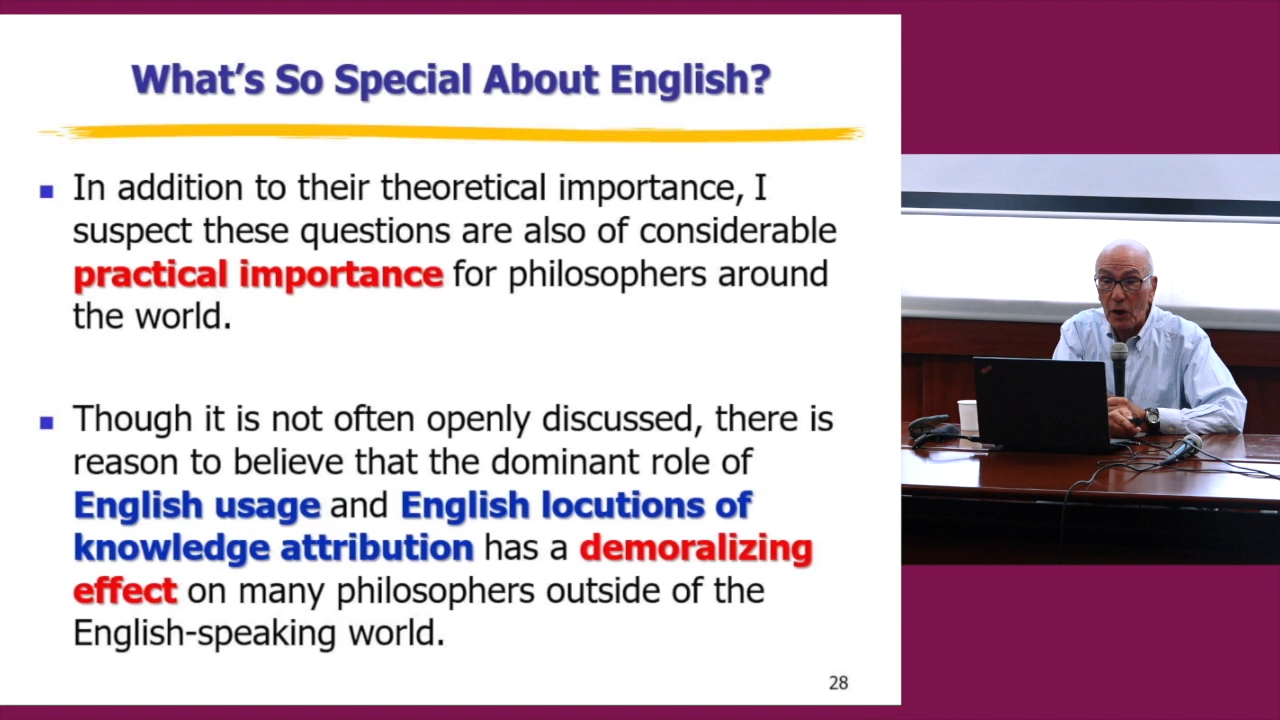 What's So Special About English?
In addition to their theoretical importance, I
suspect these questions are also of considerable
practical importance for philosophers around
the world.
Though it is not often openly discussed, there is
reason to believe that the dominant role of
English usage and English locutions of
knowledge attribution has a demoralizing
effect on many philosophers outside of the
English-speaking world.
28